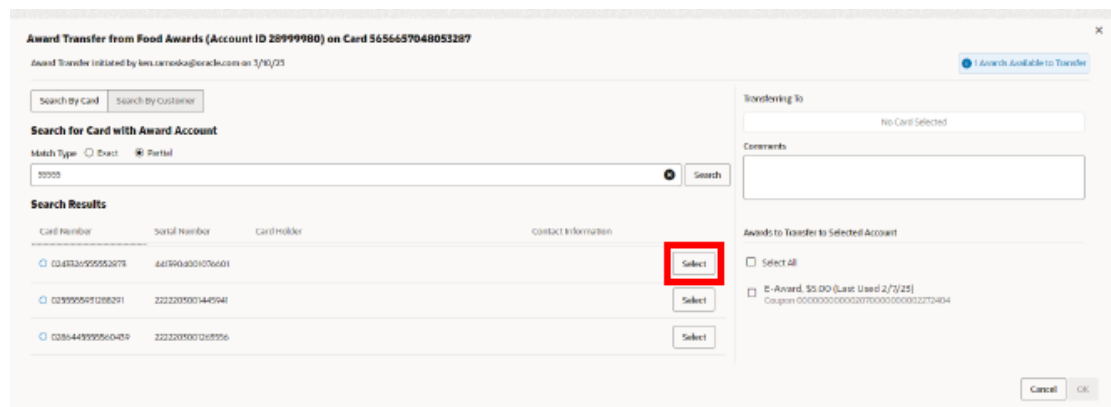 Award Transfer from Food Awards (Account ID 28999980) on Card 5656657048053287
Award Transfer initiated by ken.ramoska@oracle.com on 3/10/23
1 Awards Available to Transfer
Search By Card Search By Customer
Search for Card with Award Account
Match Type Exact Partial
55555
Search
Search Results
Card Number Serial Number Card Holder Contact Information
Select
Select
Select
Transferring To
No Card Selected
Comments
Awards to Transfer to Selected Account
Select All
E-Award, $5.00 (Last Used 2/7/23)
Coupon
Cancel OK